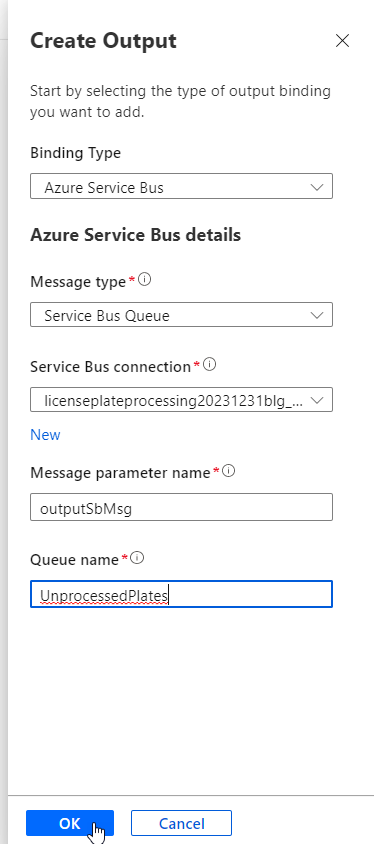 Create Output
Start by selecting the type of output binding
you want to add.
Binding Type
Azure Service Bus
Azure Service Bus details
Message type*
Service Bus Queue
Service Bus connection*
licenseplateprocessing20231231blg_...
New
Message parameter name*
outputSbMsg
Queue name*
UnprocessedPlates
OK
Cancel